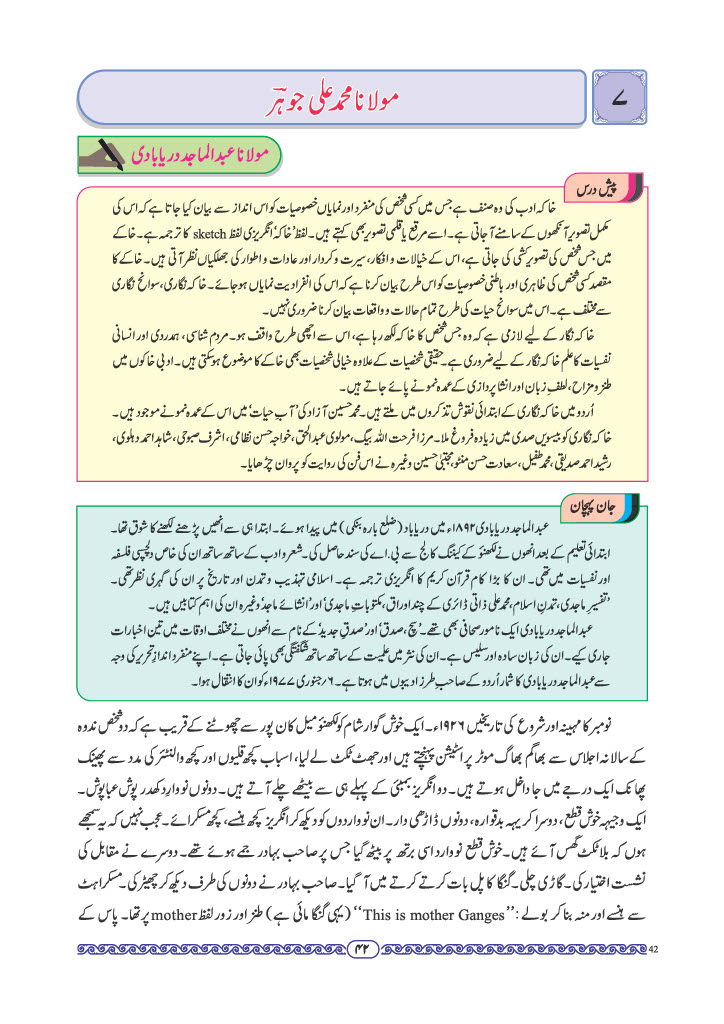 ۷
مولانا محمد علی جوہرؔ
مولانا عبدالماجد دریابادی
پیش درس
خاکہ ادب کی وہ صنف ہے جس میں کسی شخص کی منفرد اور نمایاں خصوصیات کو اس انداز سے بیان کیا جاتا ہے کہ اس کی
مکمل تصویر آنکھوں کے سامنے آ جاتی ہے۔ اسے مرقع یا قلمی تصویر بھی کہتے ہیں۔ لفظ ’خاکہ‘ انگریزی لفظ sketch کا ترجمہ ہے۔ خاکے
میں جس شخص کی تصویر کشی کی جاتی ہے، اس کے خیالات و افکار، سیرت و کردار اور عادات و اطوار کی جھلکیاں نظر آتی ہیں۔ خاکے کا
مقصد کسی شخص کی ظاہری اور باطنی خصوصیات کو اس طرح بیان کرنا ہے کہ اس کی انفرادیت نمایاں ہو جائے۔ خاکہ نگاری، سوانح نگاری
سے مختلف ہے۔ اس میں سوانح حیات کی طرح تمام حالات و واقعات بیان کرنا ضروری نہیں۔
خاکہ نگار کے لیے لازمی ہے کہ وہ جس شخص کا خاکہ لکھ رہا ہے، اس سے اچھی طرح واقف ہو۔ مردم شناسی، ہمدردی اور انسانی
نفسیات کا علم خاکہ نگار کے لیے ضروری ہے۔ حقیقی شخصیات کے علاوہ خیالی شخصیات بھی خاکے کا موضوع ہو سکتی ہیں۔ ادبی خاکوں میں
طنز و مزاح، لطفِ زبان اور انشا پردازی کے عمدہ نمونے پائے جاتے ہیں۔
اُردو میں خاکہ نگاری کے ابتدائی نقوش تذکروں میں ملتے ہیں۔ محمد حسین آزاد کی ’آبِ حیات‘ میں اس کے عمدہ نمونے موجود ہیں۔
خاکہ نگاری کو بیسویں صدی میں زیادہ فروغ ملا۔ مرزا فرحت اللہ بیگ، مولوی عبدالحق، خواجہ حسن نظامی، اشرف صبوحی، شاہد احمد دہلوی،
رشید احمد صدیقی، محمد طفیل، سعادت حسن منٹو، مجتبیٰ حسین وغیرہ نے اس فن کی روایت کو پروان چڑھایا۔
جان پہچان
عبدالماجد دریابادی ۱۸۹۲ء میں دریاباد (ضلع بارہ بنکی) میں پیدا ہوئے۔ ابتدا ہی سے انھیں پڑھنے لکھنے کا شوق تھا۔
ابتدائی تعلیم کے بعد انھوں نے لکھنؤ کے کیننگ کالج سے بی۔اے کی سند حاصل کی۔ شعر و ادب کے ساتھ ساتھ ان کی خاص دلچسپی فلسفہ
اور نفسیات میں تھی۔ ان کا بڑا کام قرآن کریم کا انگریزی ترجمہ ہے۔ اسلامی تہذیب و تمدن اور تاریخ پر ان کی گہری نظر تھی۔
’تفسیرِ ماجدی، تمدنِ اسلام، محمد علی ذاتی ڈائری کے چند اوراق، مکتوباتِ ماجدی‘ اور ’انشائے ماجد‘ وغیرہ ان کی اہم کتابیں ہیں۔
عبدالماجد دریابادی ایک نامور صحافی بھی تھے۔ ’سچ، صدق‘ اور ’صدقِ جدید‘ کے نام سے انھوں نے مختلف اوقات میں تین اخبارات
جاری کیے۔ ان کی زبان سادہ اور سلیس ہے۔ ان کی نثر میں علمیت کے ساتھ ساتھ شگفتگی بھی پائی جاتی ہے۔ اپنے منفرد اندازِ تحریر کی وجہ
سے عبدالماجد دریابادی کا شمار اُردو کے صاحبِ طرز ادیبوں میں ہوتا ہے۔ ۶؍جنوری ۱۹۷۷ء کو ان کا انتقال ہوا۔
نومبر کا مہینہ اور شروع کی تاریخیں ۱۹۲۶ء۔ ایک خوش گوار شام کو لکھنؤ میل کان پور سے چھوٹنے کے قریب ہے کہ دو شخص ندوہ
کے سالانہ اجلاس سے بھاگم بھاگ موٹر پر اسٹیشن پہنچتے ہیں اور جھٹ ٹکٹ لے لیا، اسباب کچھ قلیوں اور کچھ والنٹئر کی مدد سے پھینک
پھانک ایک درجے میں جا داخل ہوتے ہیں۔ دو انگریز بمبئی کے پہلے ہی سے بیٹھے چلے آتے ہیں۔ دونوں نووارد کھدر پوش عبا پوش۔
ایک وجیہہ خوش قطع، دوسرا کریہہ بدقوارہ، دونوں ڈاڑھی دار۔ ان نوواردوں کو دیکھ کر انگریز کچھ ہنسے، کچھ مسکرائے۔ عجب نہیں کہ یہ سمجھے
ہوں کہ بلا ٹکٹ گھس آئے ہیں۔ خوش قطع نووارد اسی برتھ پر بیٹھ گیا جس پر صاحب بہادر جمے ہوئے تھے۔ دوسرے نے مقابل کی
نشست اختیار کی۔ گاڑی چلی۔ گنگا کا پل بات کرتے کرتے میں آ گیا۔ صاحب بہادر نے دونوں کی طرف دیکھ کر چھیڑ کی۔ مسکراہٹ
سے ہنسے اور منہ بنا کر بولے: ’’This is mother Ganges‘‘ (یہی گنگا مائی ہے) طنز اور زور لفظ mother پر تھا۔ پاس کے
۴۲
42